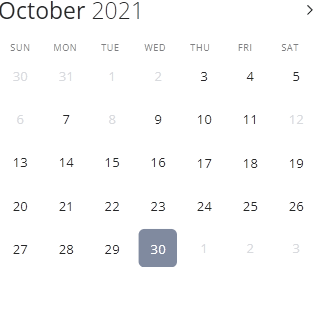 October 2021
SUN MON TUE WED THU FRI SAT
30 31 1 2 3 4 5
6 7 8 9 10 11 12
13 14 15 16 17 18 19
20 21 22 23 24 25 26
27 28 29 30 1 2 3